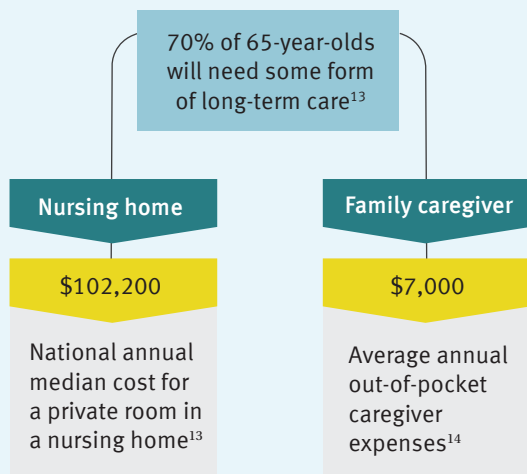 70% of 65-year-olds
will need some form
of long-term care¹³
Nursing home
$102,200
National annual
median cost for
a private room in
a nursing home¹³
Family caregiver
$7,000
Average annual
out-of-pocket
caregiver
expenses¹⁴